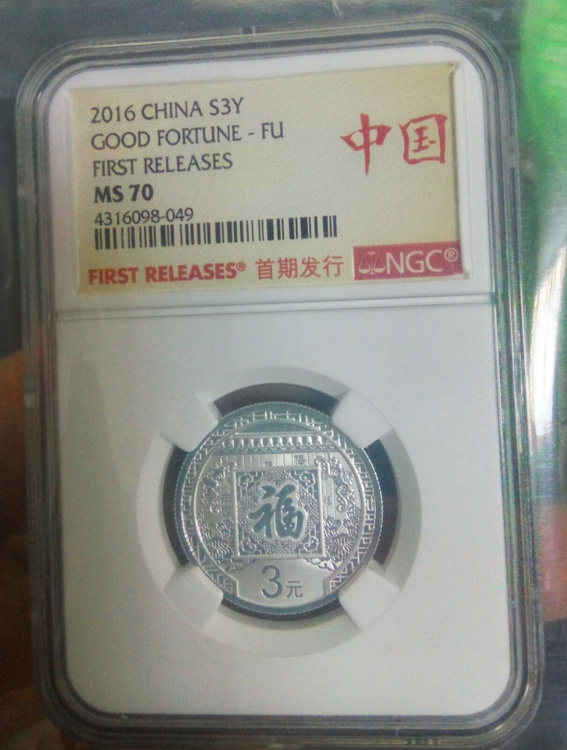 2016 CHINA S3Y
GOOD FORTUNE - FU
FIRST RELEASES
MS 70
4316098-049
中国
FIRST RELEASES® 首期发行
NGC®
福
3元